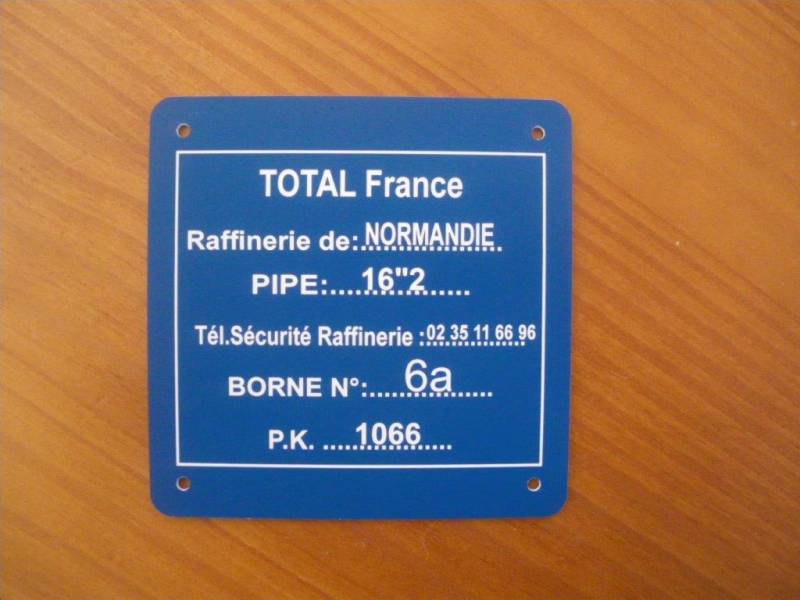 TOTAL France
Raffinerie de:.NORMANDIE.
PIPE:....16"2......
Tél.Sécurité Raffinerie :02 35 11 66 96
BORNE N°:....6a.....
P.K. ....1066....